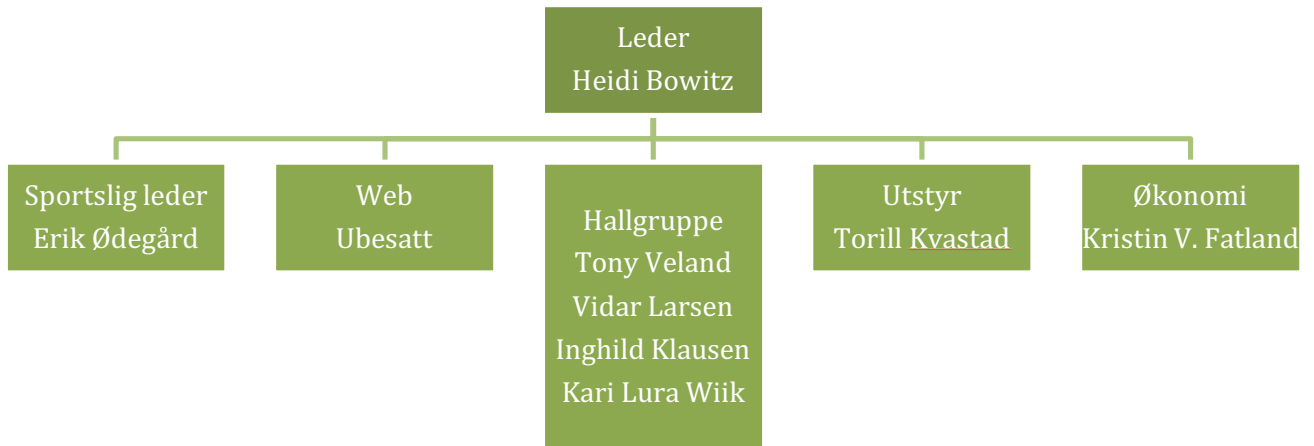 Leder
Heidi Bowitz
Sportslig leder
Erik Ødegård
Web
Ubesatt
Hallgruppe
Tony Veland
Vidar Larsen
Inghild Klausen
Kari Lura Wiik
Utstyr
Torill Kvastad
Økonomi
Kristin V. Fatland